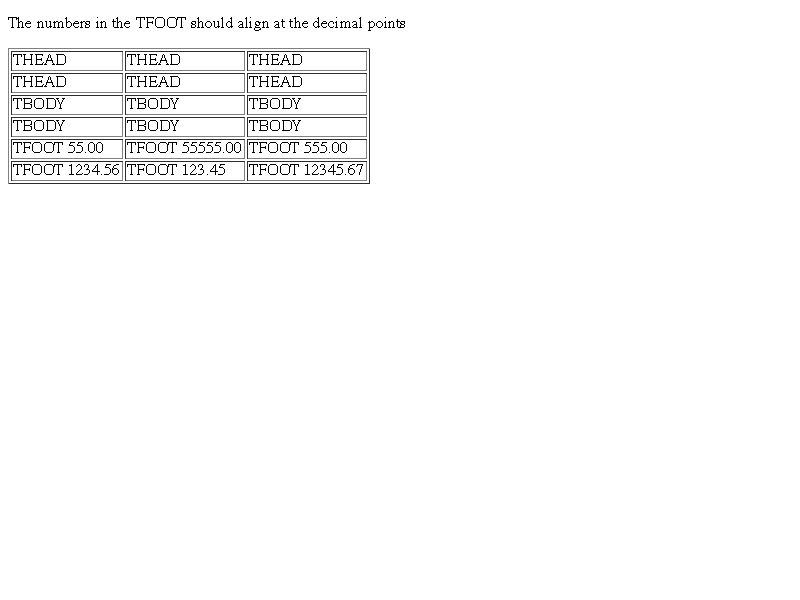 The numbers in the TFOOT should align at the decimal points
THEAD THEAD THEAD
THEAD THEAD THEAD
TBODY TBODY TBODY
TBODY TBODY TBODY
TFOOT 55.00 TFOOT 55555.00 TFOOT 555.00
TFOOT 1234.56 TFOOT 123.45 TFOOT 12345.67